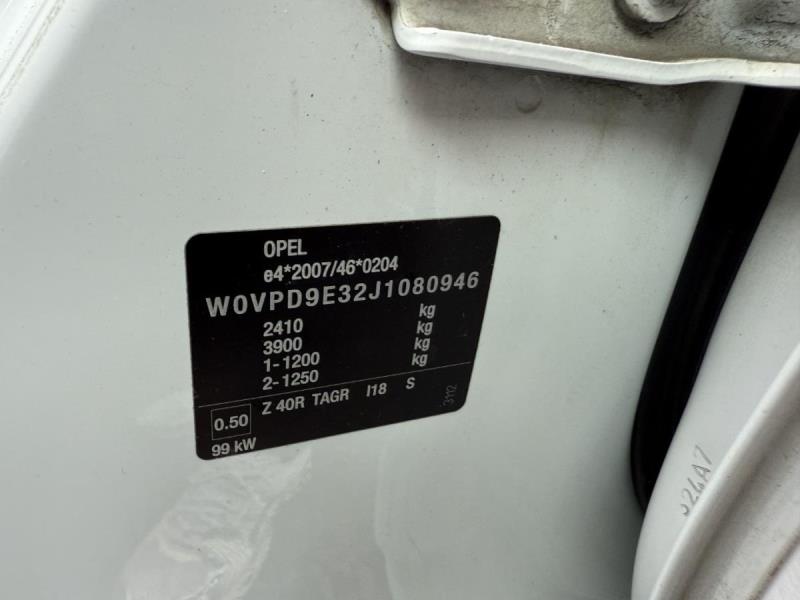 OPEL
e4*2007/46*0204
W0VPD9E32J1080946
2410 kg
3900 kg
1-1200 kg
2-1250 kg
0.50 Z 40R TAGR I18 S
99 kW
3112